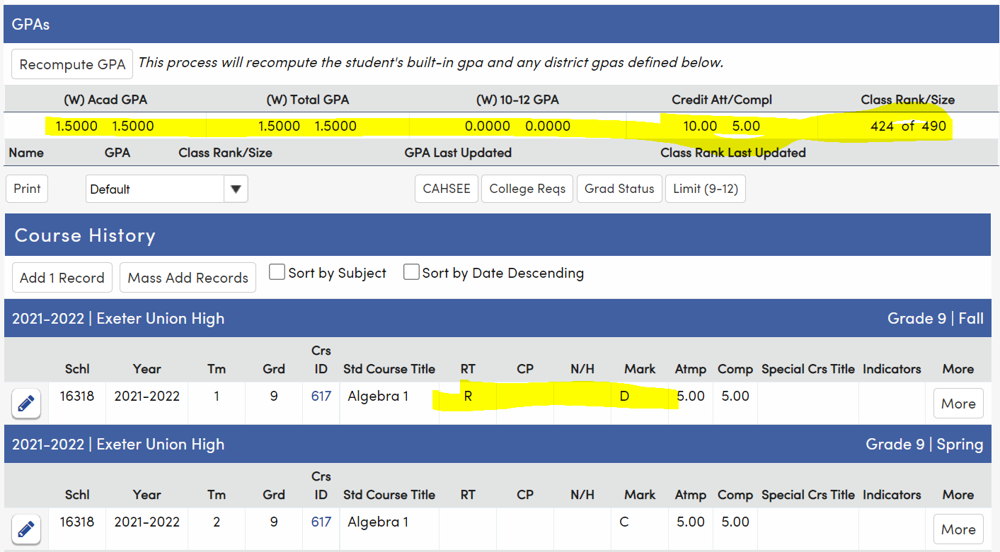 GPAs
Recompute GPA This process will recompute the student's built-in gpa and any district gpas defined below.
(W) Acad GPA (W) Total GPA (W) 10-12 GPA Credit Att/Compl Class Rank/Size
1.5000 1.5000 1.5000 1.5000 0.0000 0.0000 10.00 5.00 424 of 490
Name GPA Class Rank/Size GPA Last Updated Class Rank Last Updated
Print Default CAHSEE College Reqs Grad Status Limit (9-12)
Course History
Add 1 Record Mass Add Records Sort by Subject Sort by Date Descending
2021-2022 | Exeter Union High Grade 9 | Fall
Schl Year Tm Grd Crs ID Std Course Title RT CP N/H Mark Atmp Comp Special Crs Title Indicators More
16318 2021-2022 1 9 617 Algebra 1 R D 5.00 5.00 More
2021-2022 | Exeter Union High Grade 9 | Spring
Schl Year Tm Grd Crs ID Std Course Title RT CP N/H Mark Atmp Comp Special Crs Title Indicators More
16318 2021-2022 2 9 617 Algebra 1 C 5.00 5.00 More